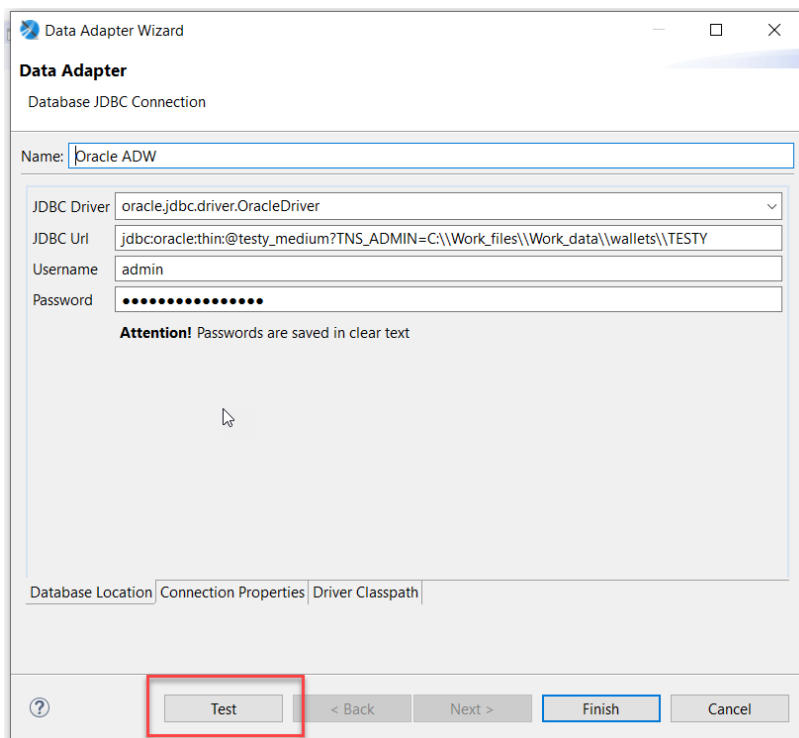 Data Adapter Wizard
Data Adapter
Database JDBC Connection
Name: Oracle ADW
JDBC Driver oracle.jdbc.driver.OracleDriver
JDBC Url jdbc:oracle:thin:@testy_medium?TNS_ADMIN=C:\\Work_files\\Work_data\\wallets\\TESTY
Username admin
Password ●●●●●●●●●●●●●●●●
Attention! Passwords are saved in clear text
Database Location Connection Properties Driver Classpath
? Test < Back Next > Finish Cancel